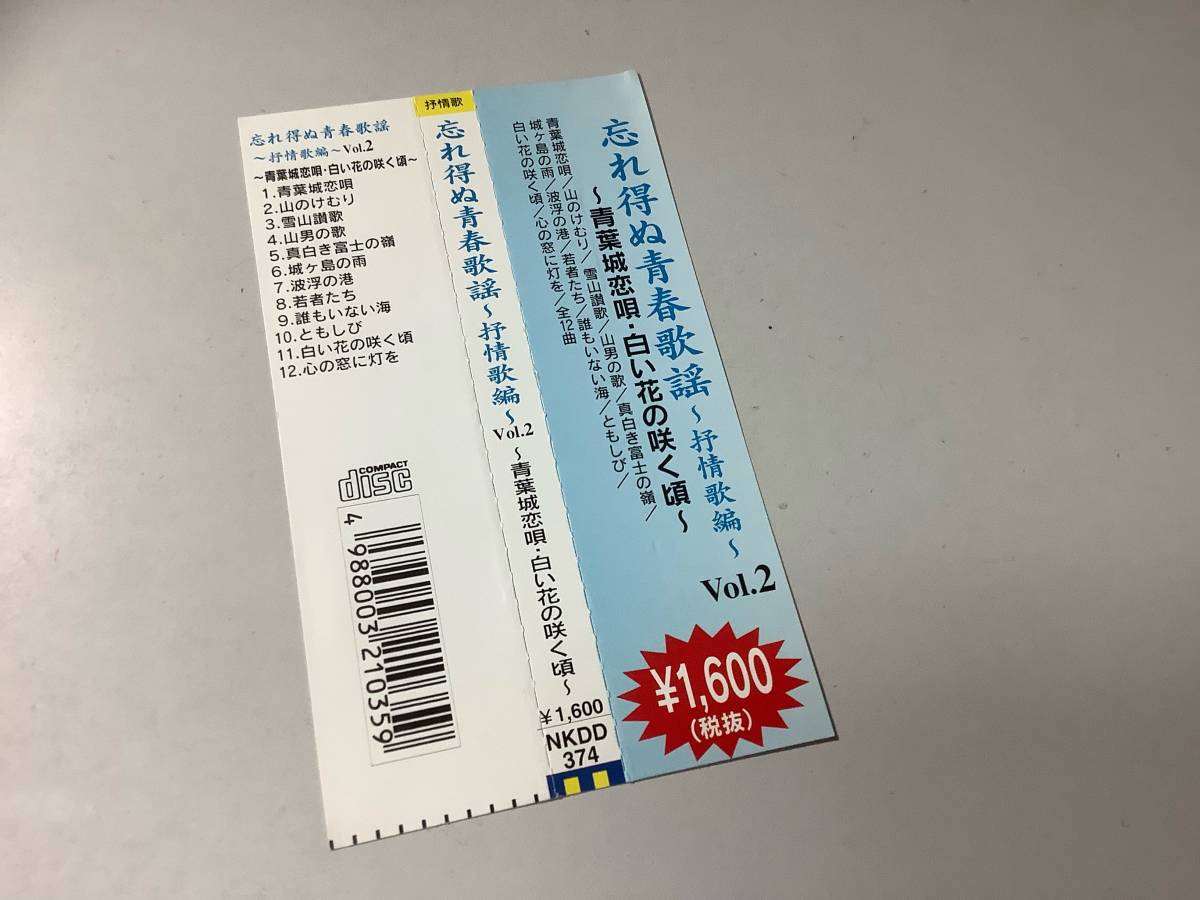 忘れ得ぬ青春歌謡
～抒情歌編～Vol.2
～青葉城恋唄・白い花の咲く頃～
1.青葉城恋唄
2.山のけむり
3.雪山讃歌
4.山男の歌
5.真白き富士の嶺
6.城ヶ島の雨
7.波浮の港
8.若者たち
9.誰もいない海
10.ともしび
11.白い花の咲く頃
12.心の窓に灯を
COMPACT
disc
4 988003 210359
抒情歌
忘れ得ぬ青春歌謡～抒情歌編～Vol.2
～青葉城恋唄・白い花の咲く頃～
¥1,600
NKDD
374
忘れ得ぬ青春歌謡～抒情歌編～
Vol.2
～青葉城恋唄・白い花の咲く頃～
青葉城恋唄/山のけむり/雪山讃歌/山男の歌/真白き富士の嶺/
城ヶ島の雨/波浮の港/若者たち/誰もいない海/ともしび/
白い花の咲く頃/心の窓に灯を/全12曲
¥1,600
(税抜)